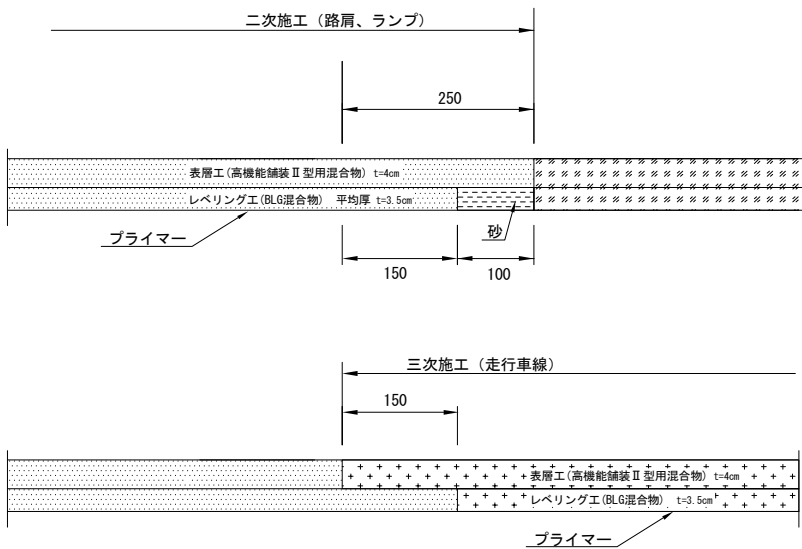 二次施工（路肩、ランプ）
250
表層工(高機能舗装Ⅱ型用混合物) t=4cm
レベリング工(BLG混合物) 平均厚 t=3.5cm
プライマー
砂
150
100
三次施工（走行車線）
150
表層工(高機能舗装Ⅱ型用混合物) t=4cm
レベリング工(BLG混合物) t=3.5cm
プライマー